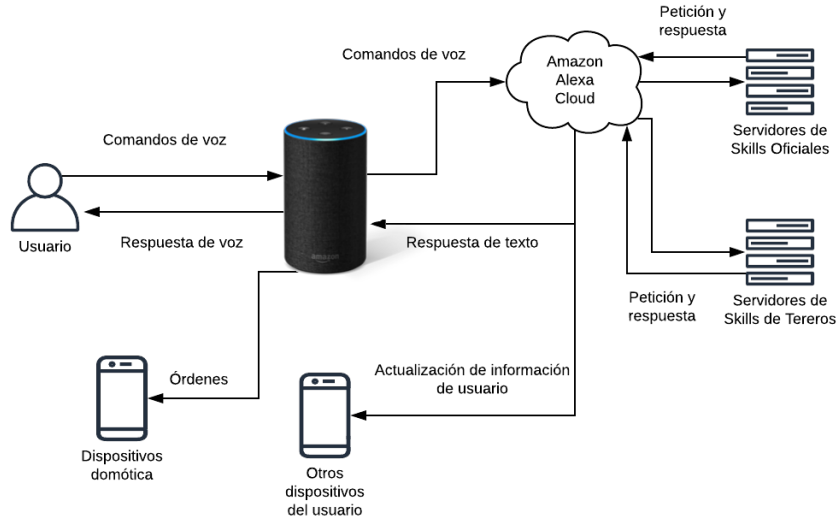 Petición y
respuesta
Comandos de voz
Amazon
Alexa
Cloud
Servidores de
Skills Oficiales
Comandos de voz
Usuario
Respuesta de voz
Respuesta de texto
amazon
Petición y
respuesta
Servidores de
Skills de Tereros
Órdenes
Actualización de información
de usuario
Dispositivos
domótica
Otros
dispositivos
del usuario